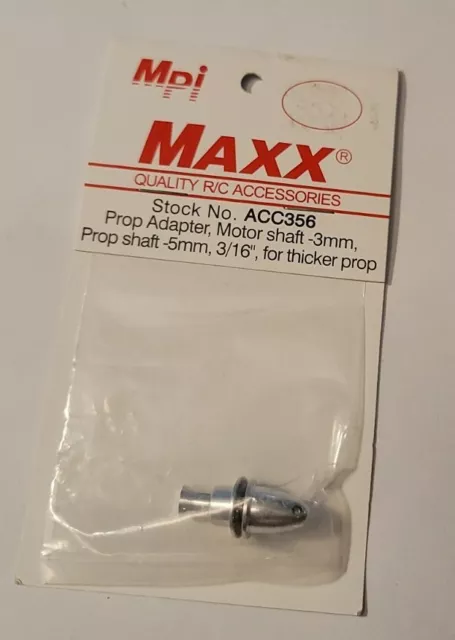 MPi
MAXX®
QUALITY R/C ACCESSORIES
Stock No. ACC356
Prop Adapter, Motor shaft -3mm,
Prop shaft -5mm, 3/16", for thicker prop